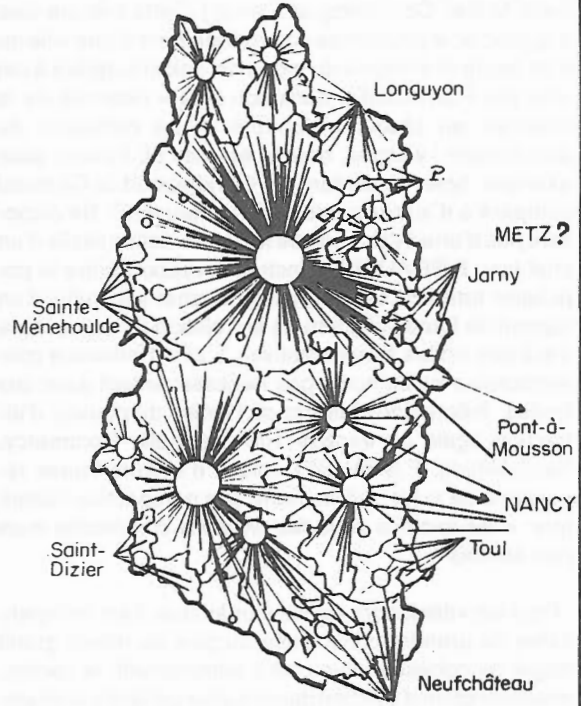 Longuyon
?
METZ ?
Jarny
Sainte-
Ménehoulde
Pont-à-
Mousson
NANCY
Toul
Saint-
Dizier
Neufchâteau